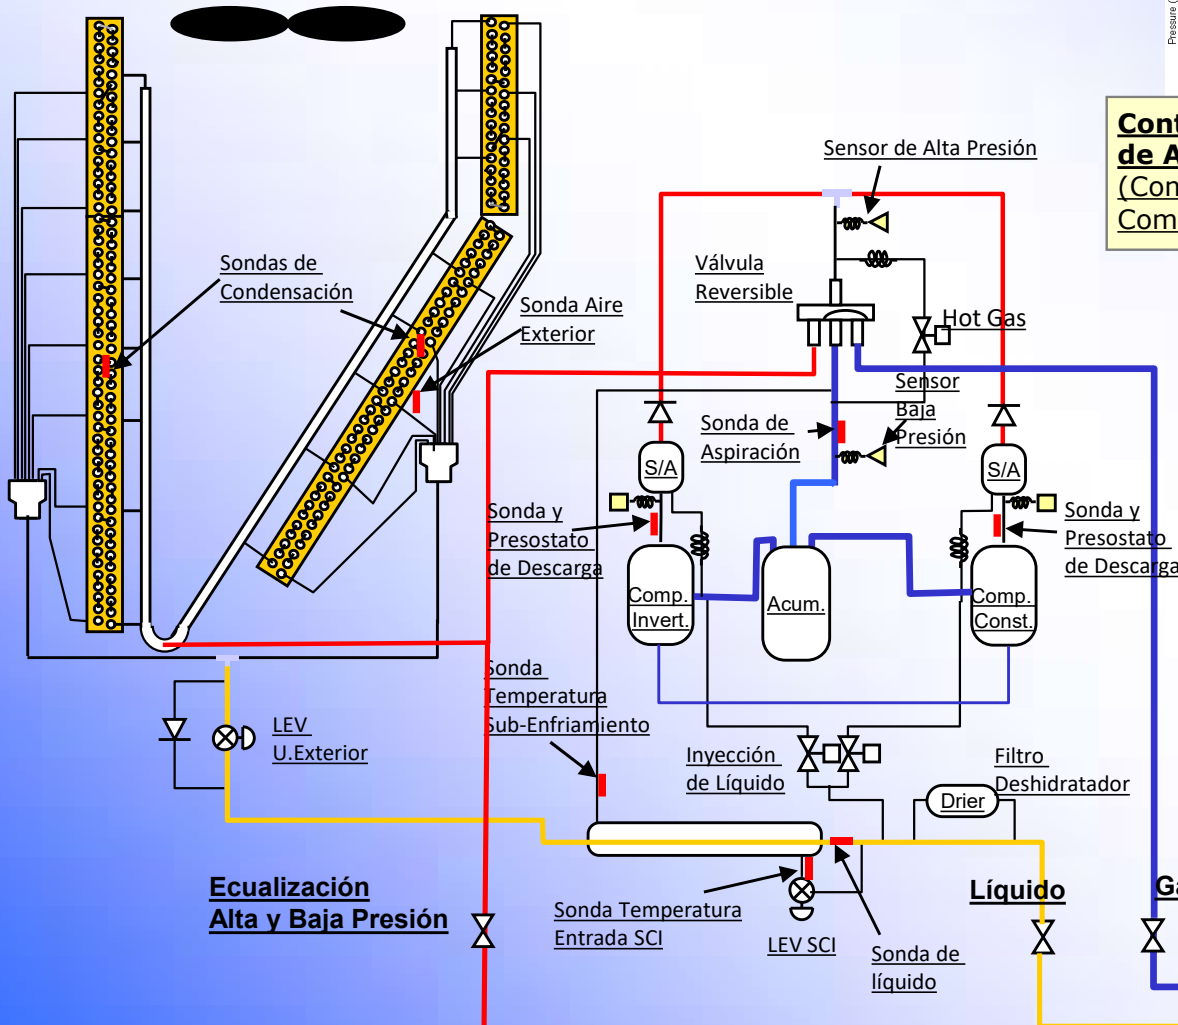 Pressure (
Cont
de A
(Con
Com
Sensor de Alta Presión
Válvula
Reversible
Hot Gas
Sondas de
Condensación
Sonda Aire
Exterior
Sensor
Baja
Presión
Sonda de
Aspiración
S/A
S/A
Sonda y
Presostato
de Descarga
Sonda y
Presostato
de Descarga
Comp.
Invert.
Acum.
Comp.
Const.
Sonda
Temperatura
Sub-Enfriamiento
LEV
U.Exterior
Inyección
de Líquido
Filtro
Deshidratador
Drier
Ecualización
Alta y Baja Presión
Sonda Temperatura
Entrada SCI
LEV SCI
Sonda de
líquido
Líquido
Ga